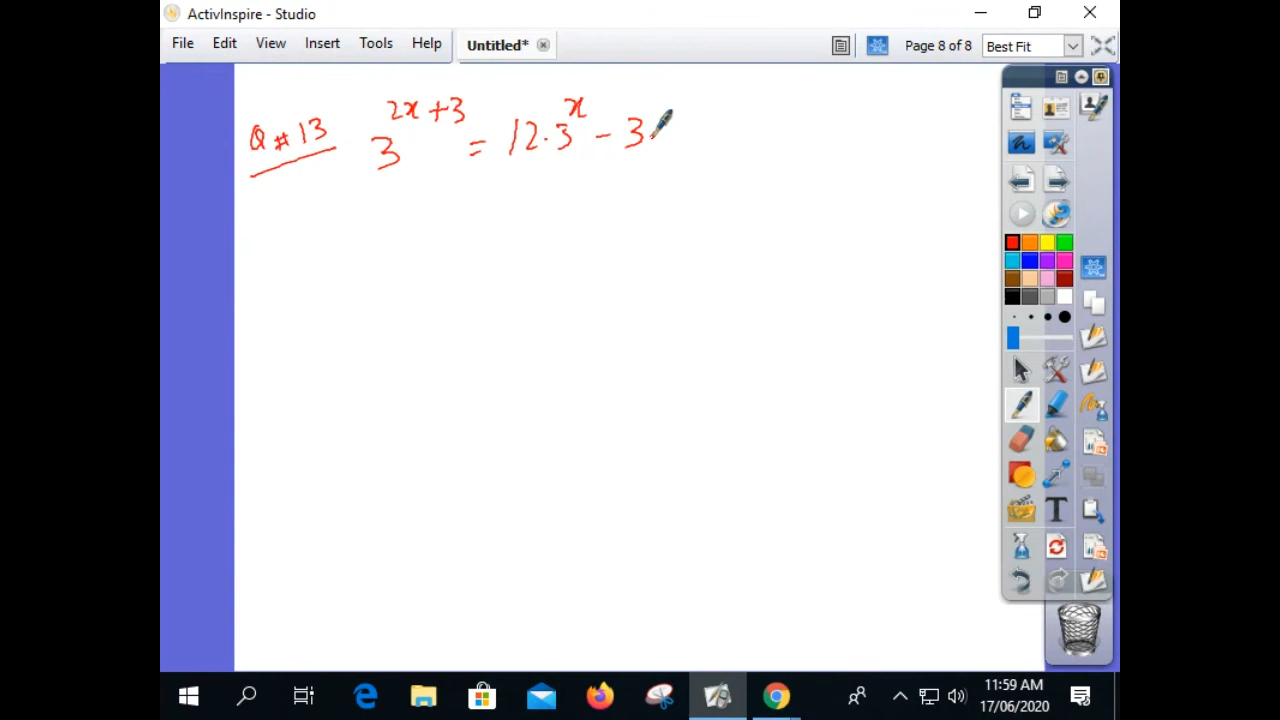 ActivInspire - Studio
File Edit View Insert Tools Help Untitled* Page 8 of 8 Best Fit
Q # 13 3^{2x+3} = 12·3^{x} - 3
T
11:59 AM
17/06/2020